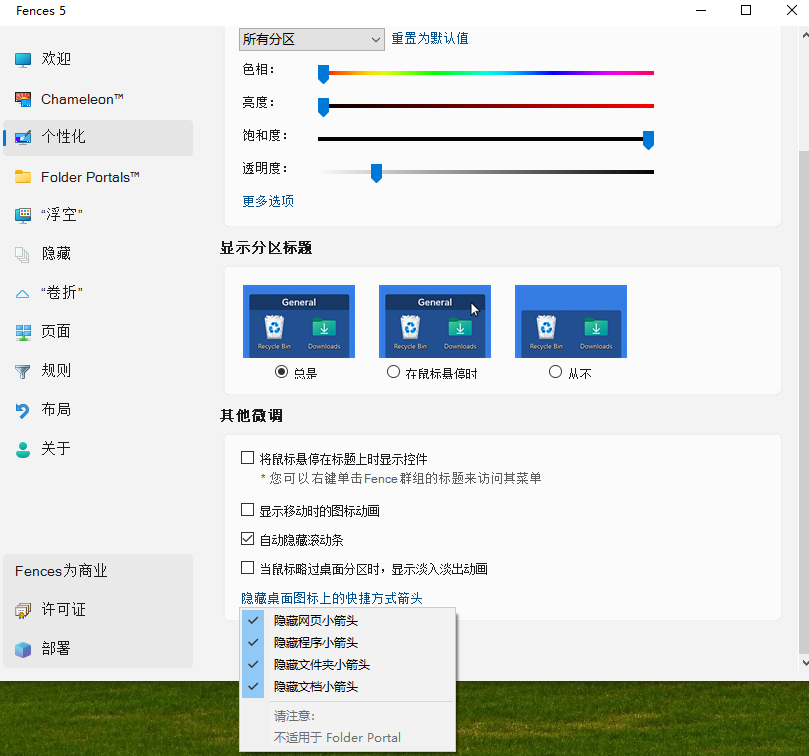 Fences 5
欢迎
Chameleon™
个性化
Folder Portals™
“浮空”
隐藏
“卷折”
页面
规则
布局
关于
Fences为商业
许可证
部署
所有分区
重置为默认值
色相：
亮度：
饱和度：
透明度：
更多选项
显示分区标题
General
Recycle Bin
Downloads
General
Recycle Bin
Downloads
Recycle Bin
Downloads
总是
在鼠标悬停时
从不
其他微调
将鼠标悬停在标题上时显示控件
* 您可以右键单击Fence群组的标题来访问其菜单
显示移动时的图标动画
自动隐藏滚动条
当鼠标略过桌面分区时，显示淡入淡出动画
隐藏桌面图标上的快捷方式箭头
隐藏网页小箭头
隐藏程序小箭头
隐藏文件夹小箭头
隐藏文档小箭头
请注意:
不适用于 Folder Portal